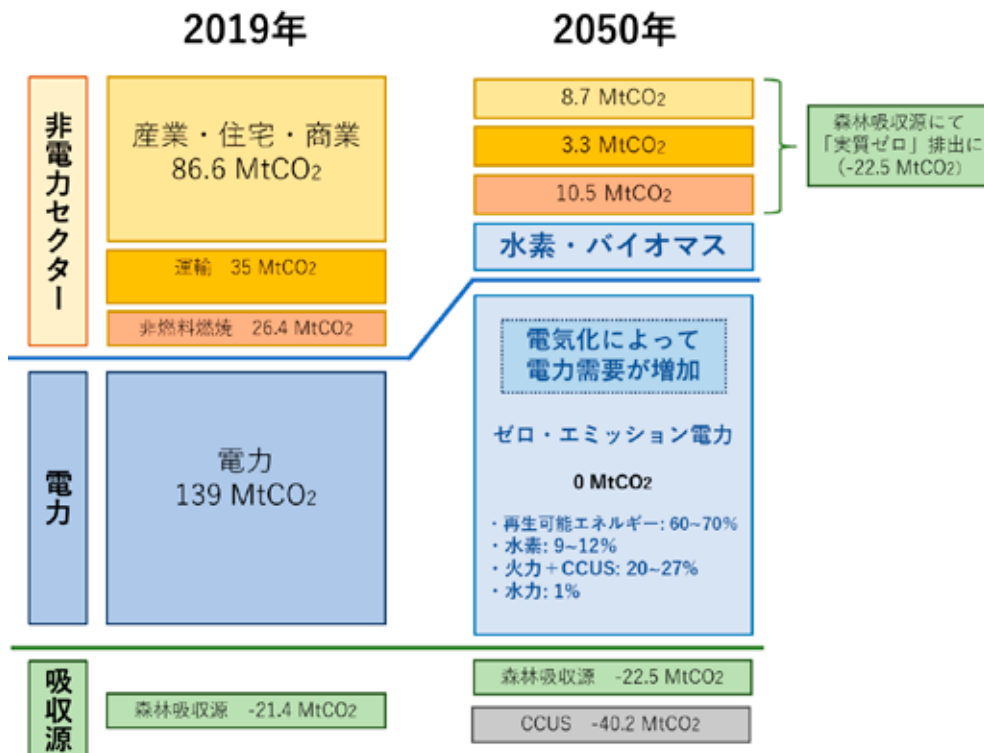 2019年
2050年
非電力セクター
産業・住宅・商業
86.6 MtCO2
運輸 35 MtCO2
非燃料燃焼 26.4 MtCO2
8.7 MtCO2
3.3 MtCO2
10.5 MtCO2
森林吸収源にて
「実質ゼロ」排出に
(-22.5 MtCO2)
水素・バイオマス
電力
電力
139 MtCO2
電気化によって
電力需要が増加
ゼロ・エミッション電力
0 MtCO2
・再生可能エネルギー: 60~70%
・水素: 9~12%
・火力＋CCUS: 20~27%
・水力: 1%
吸収源
森林吸収源 -21.4 MtCO2
森林吸収源 -22.5 MtCO2
CCUS -40.2 MtCO2